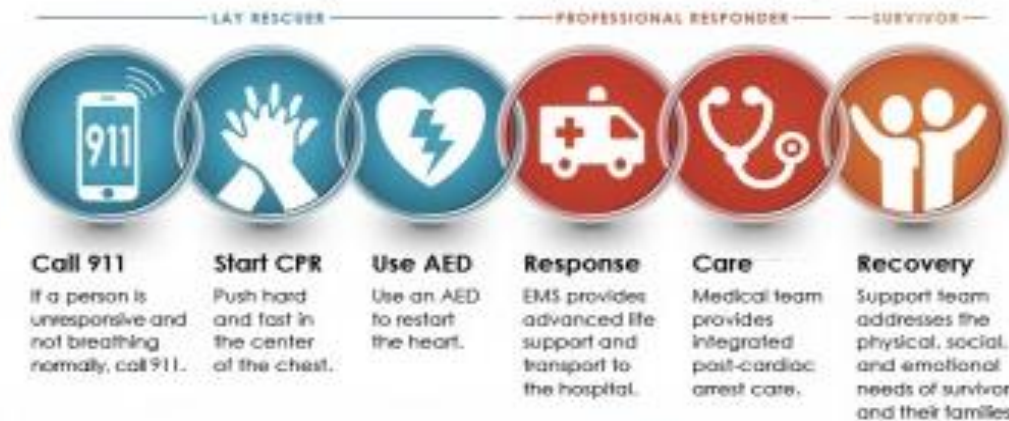 LAY RESCUER
PROFESSIONAL RESPONDER
SURVIVOR
911
Call 911
If a person is
unresponsive and
not breathing
normally, call 911.
Start CPR
Push hard
and fast in
the center
of the chest.
Use AED
Use an AED
to restart
the heart.
Response
EMS provides
advanced life
support and
transport to
the hospital.
Care
Medical team
provides
integrated
post-cardiac
arrest care.
Recovery
Support team
addresses the
physical, social,
and emotional
needs of survivor
and their families